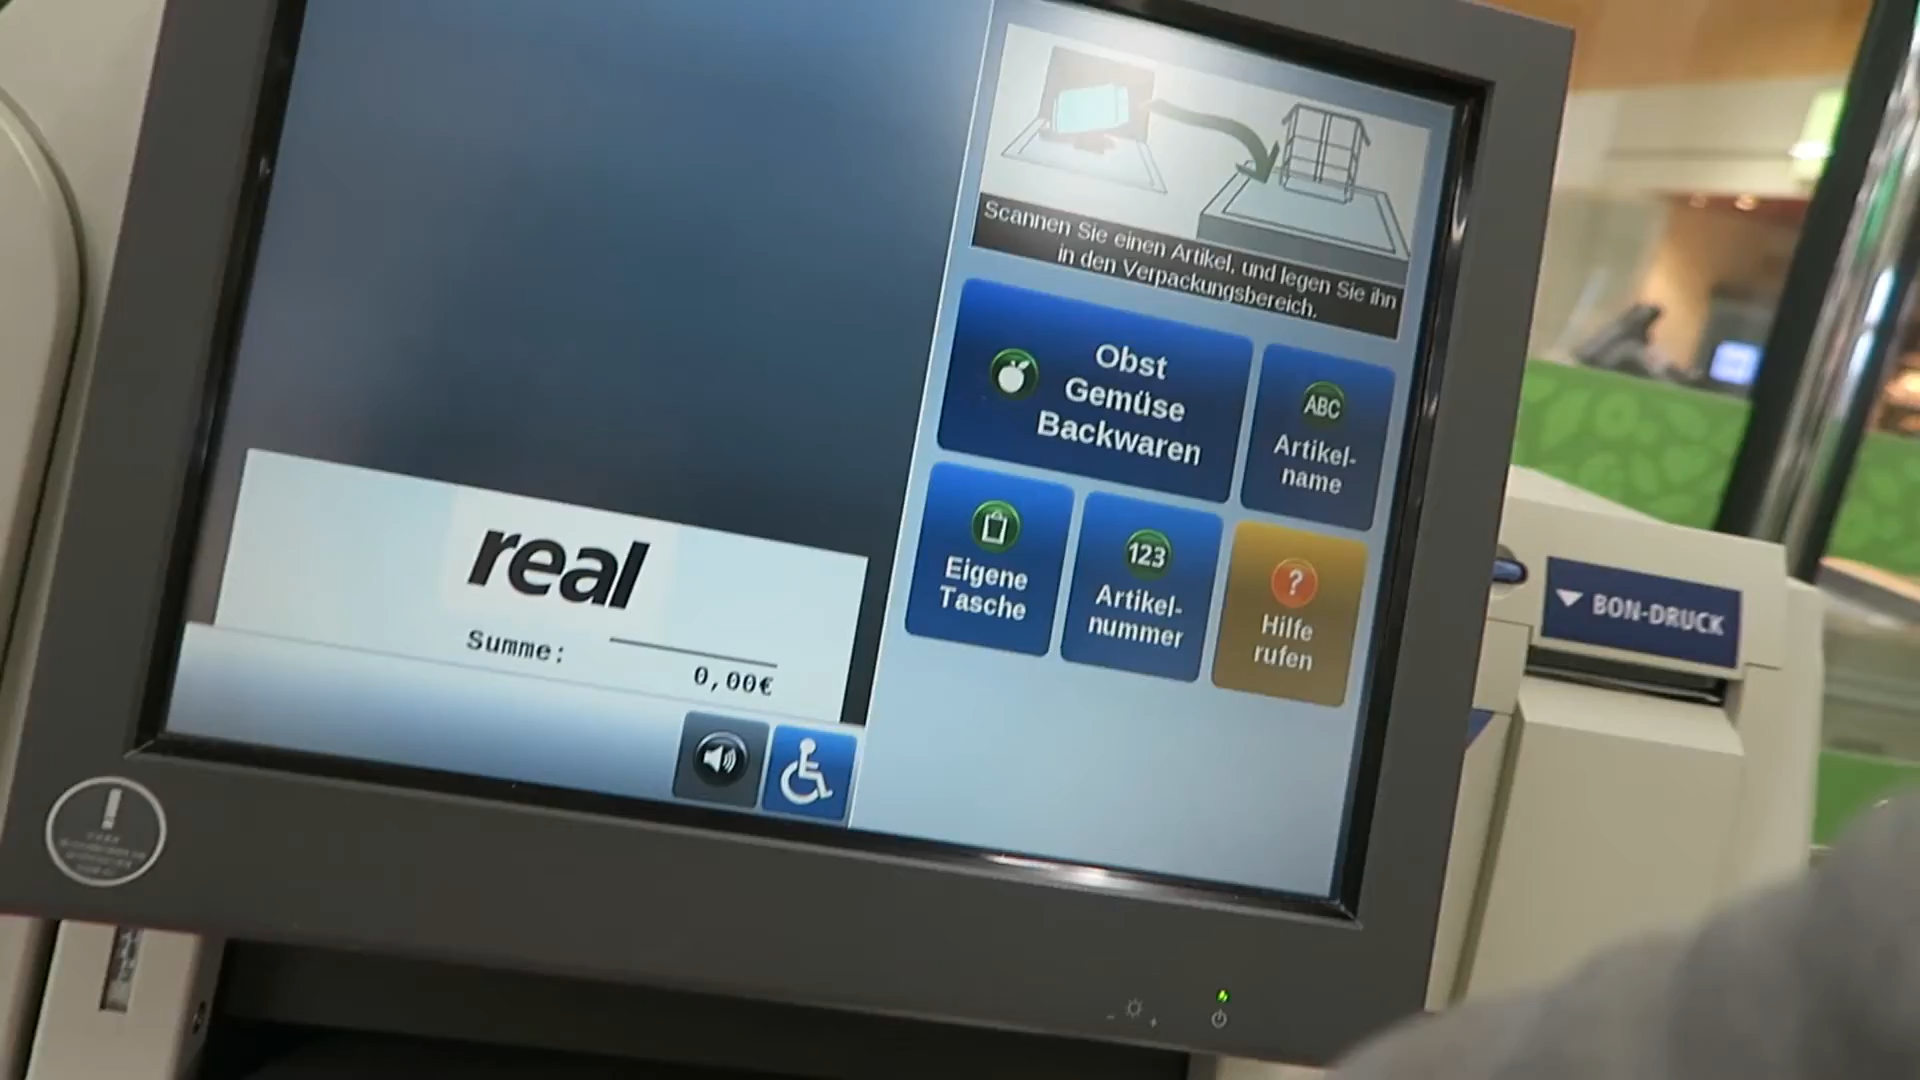 Scannen Sie einen Artikel, und legen Sie ihn
in den Verpackungsbereich.
Obst
Gemüse
Backwaren
ABC
Artikel-
name
Eigene
Tasche
123
Artikel-
nummer
?
Hilfe
rufen
real
Summe:
0,00€
BON-DRUCK